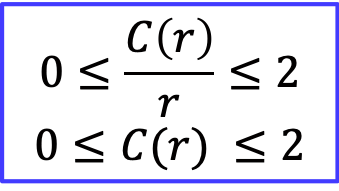 0 ≤ C(r)/r ≤ 2
0 ≤ C(r) ≤ 2